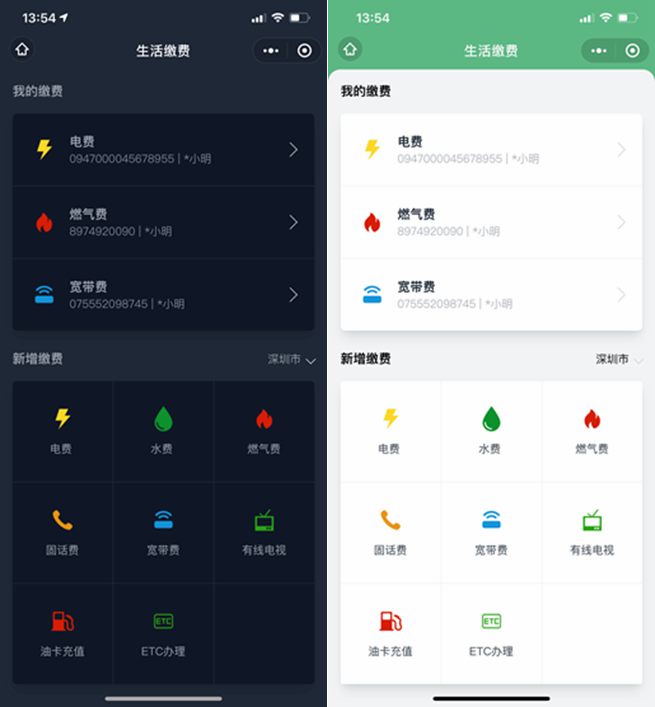 13:54
生活缴费
我的缴费
电费
0947000045678955 | *小明
燃气费
8974920090 | *小明
宽带费
075552098745 | *小明
新增缴费
深圳市
电费
水费
燃气费
固话费
宽带费
有线电视
油卡充值
ETC
ETC办理
13:54
生活缴费
我的缴费
电费
0947000045678955 | *小明
燃气费
8974920090 | *小明
宽带费
075552098745 | *小明
新增缴费
深圳市
电费
水费
燃气费
固话费
宽带费
有线电视
油卡充值
ETC
ETC办理